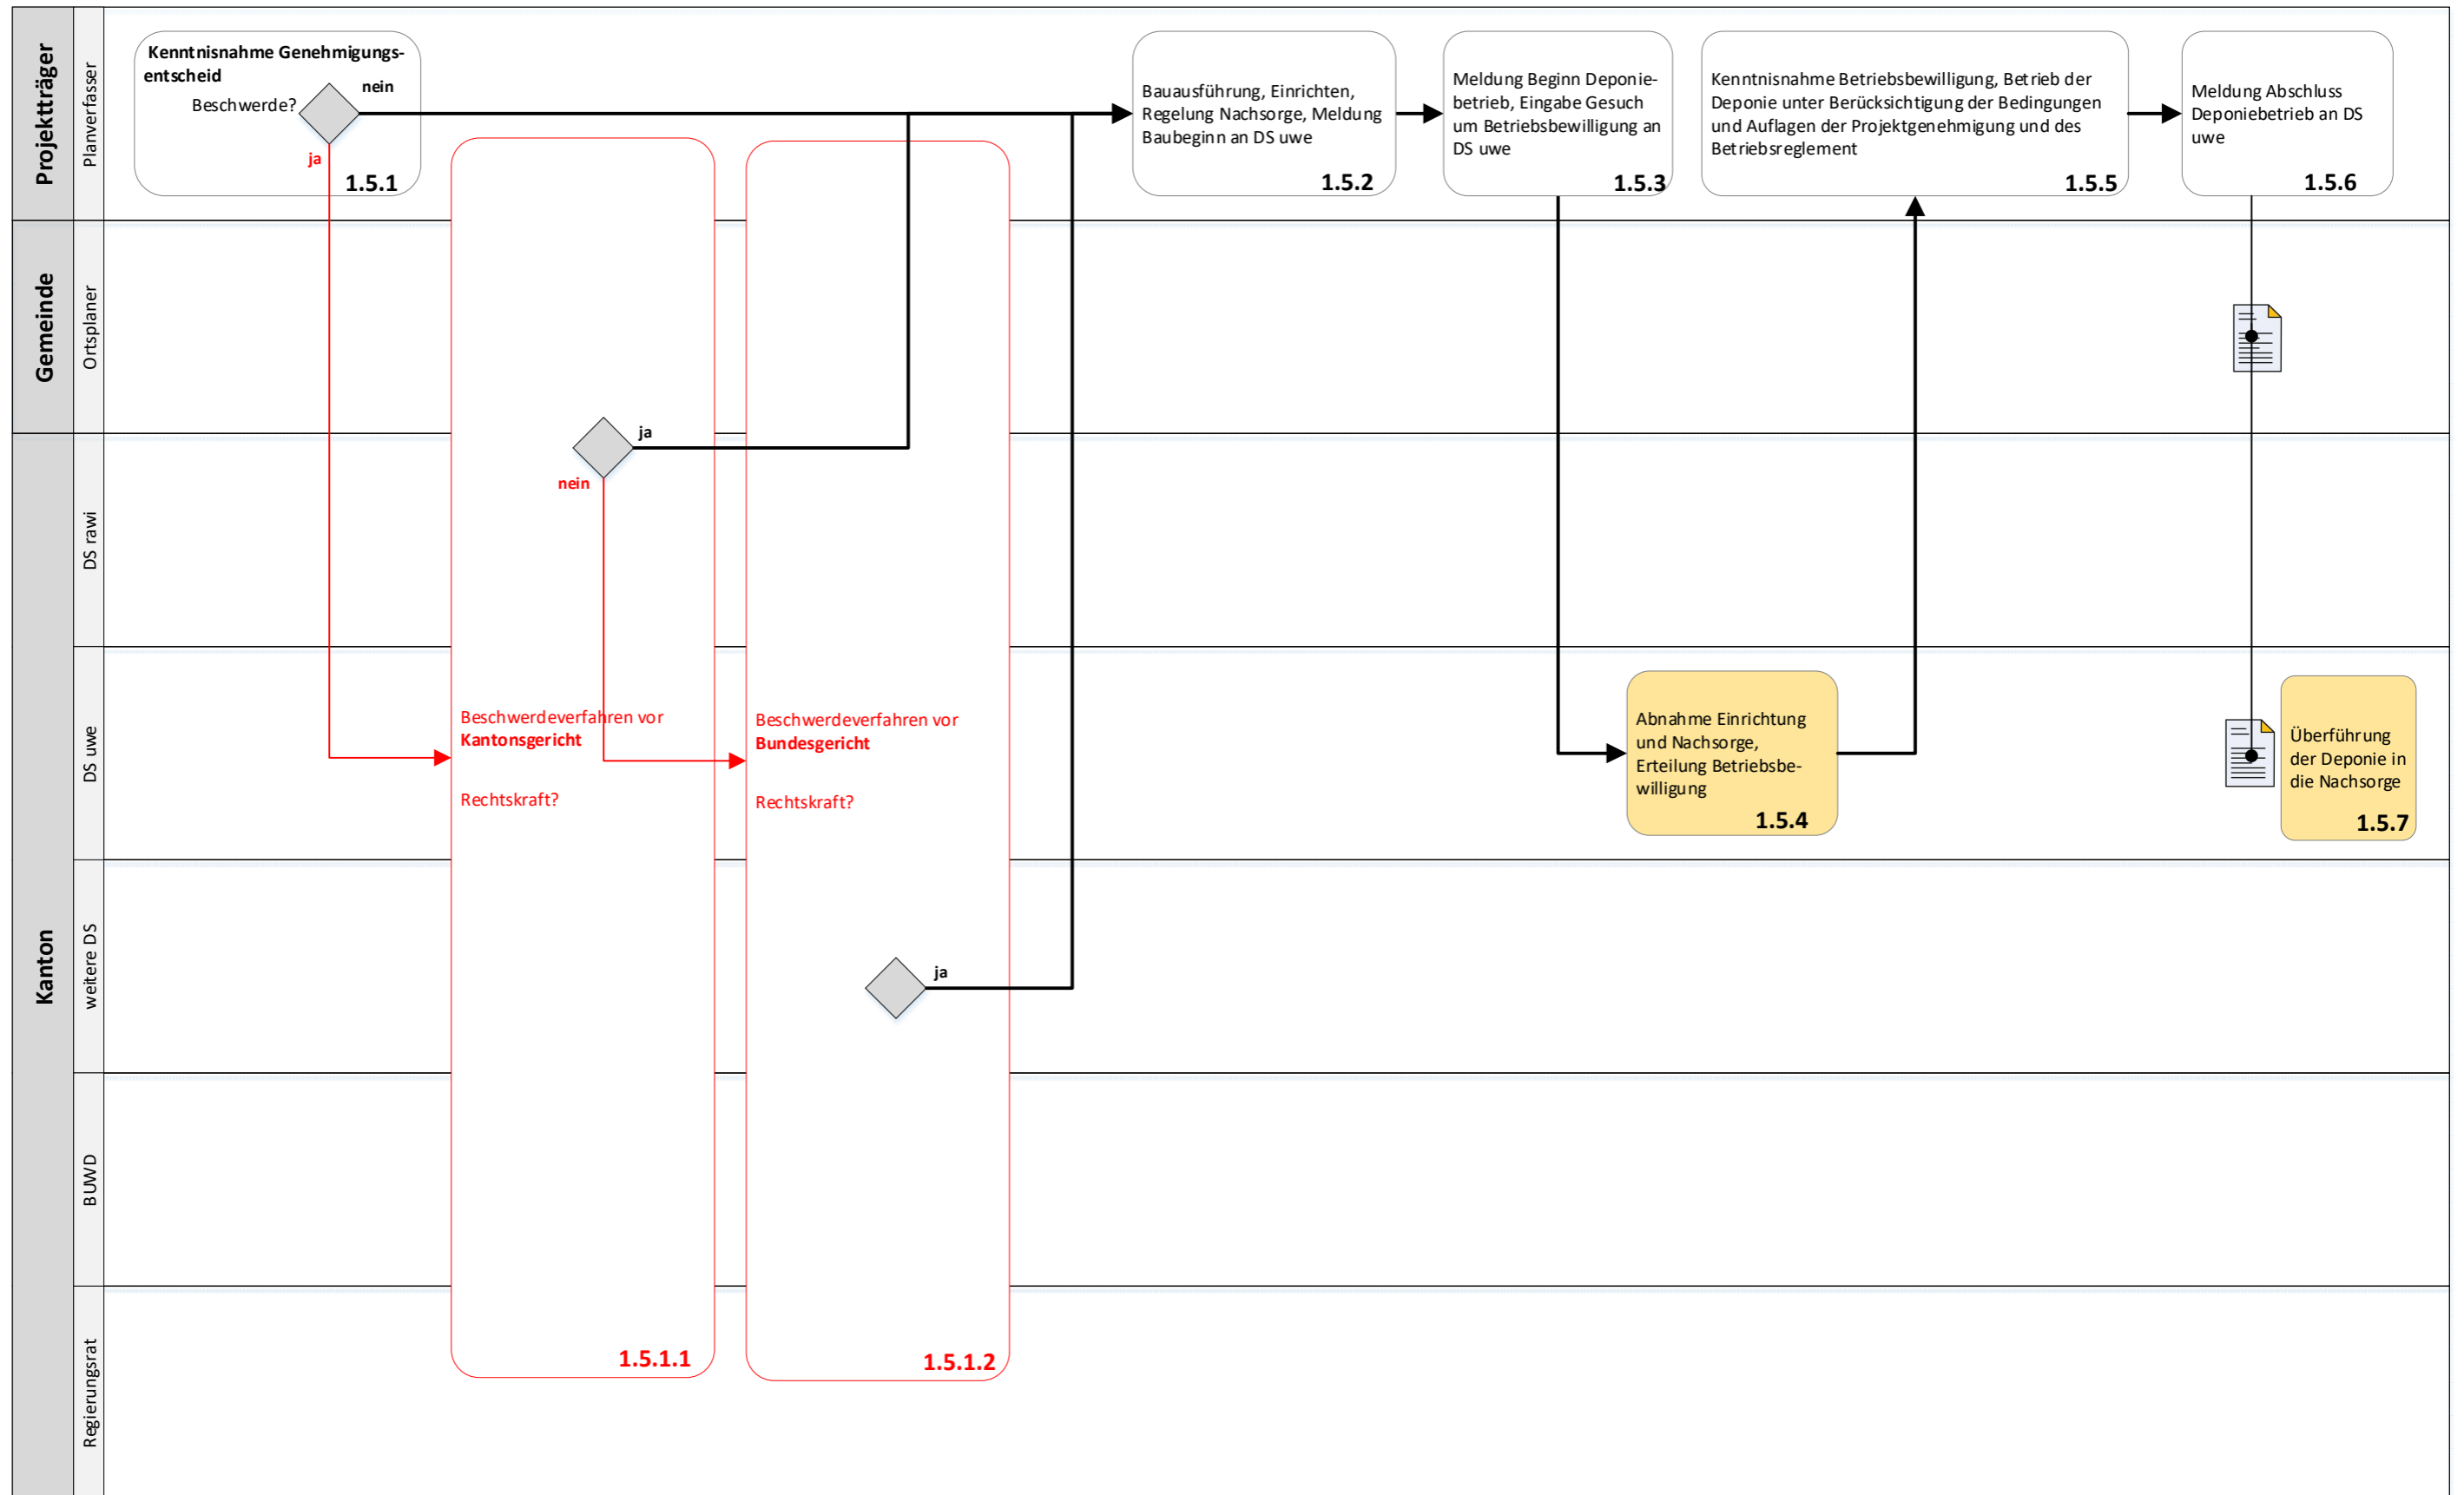 Projektträger
Planverfasser
Kenntnisnahme Genehmigungs-
entscheid
nein
Beschwerde?
ja
1.5.1
Bauausführung, Einrichten,
Regelung Nachsorge, Meldung
Baubeginn an DS uwe
1.5.2
Meldung Beginn Deponie-
betrieb, Eingabe Gesuch
um Betriebsbewilligung an
DS uwe
1.5.3
Kenntnisnahme Betriebsbewilligung, Betrieb der
Deponie unter Berücksichtigung der Bedingungen
und Auflagen der Projektgenehmigung und des
Betriebsreglement
1.5.5
Meldung Abschluss
Deponiebetrieb an DS
uwe
1.5.6
Gemeinde
Ortsplaner
ja
nein
Kanton
DS rawi
DS uwe
Beschwerdeverfahren vor
Kantonsgericht
Rechtskraft?
Beschwerdeverfahren vor
Bundesgericht
Rechtskraft?
Abnahme Einrichtung
und Nachsorge,
Erteilung Betriebsbe-
willigung
1.5.4
Überführung
der Deponie in
die Nachsorge
1.5.7
weitere DS
ja
BUWD
Regierungsrat
1.5.1.1
1.5.1.2